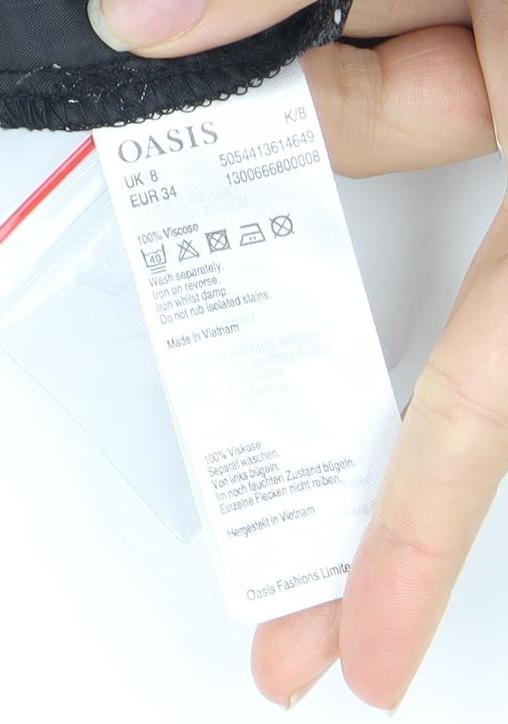 OASIS
K/B
UK 8
5054413614649
EUR 34
1300666800008
100% Viscose
40
Wash separately.
Iron on reverse.
Iron whilst damp.
Do not rub isolated stains.
Made in Vietnam
100% Viskose
Separat waschen.
Von links bügeln.
Im noch feuchten Zustand bügeln.
Einzelne Flecken nicht reiben.
Hergestellt in Vietnam
Oasis Fashions Limite